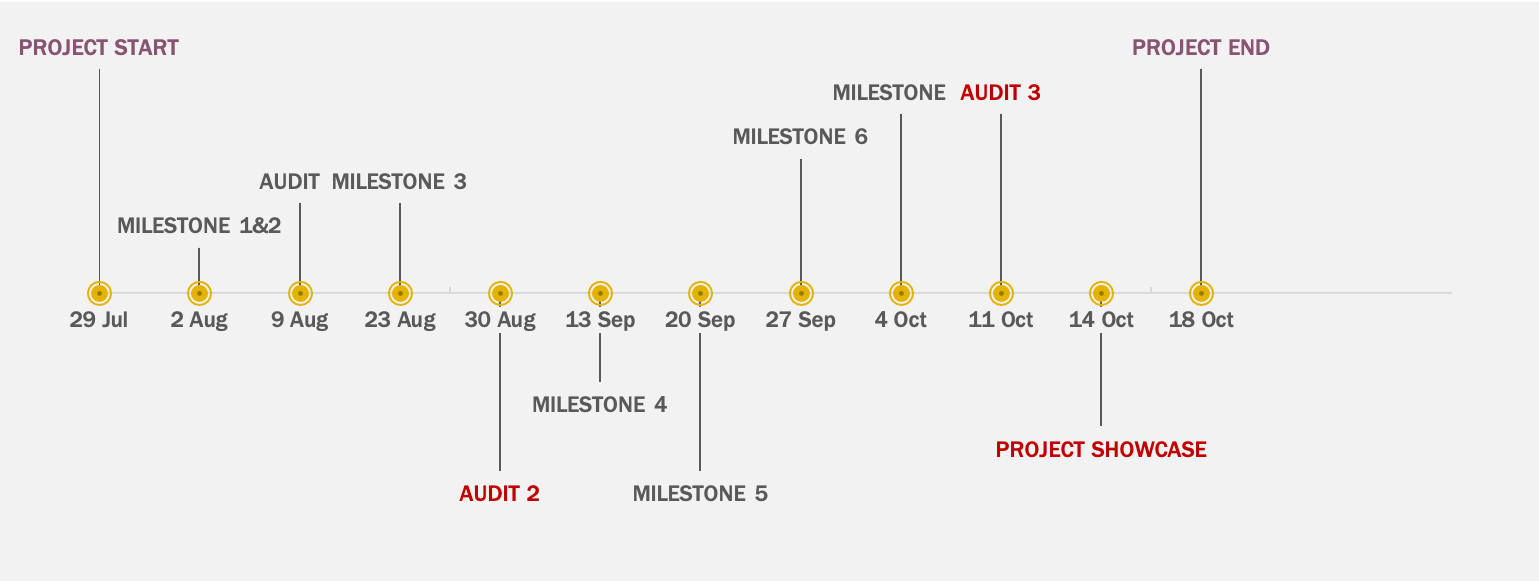 PROJECT START
PROJECT END
MILESTONE
AUDIT 3
MILESTONE 6
AUDIT
MILESTONE 3
MILESTONE 1&2
29 Jul
2 Aug
9 Aug
23 Aug
30 Aug
13 Sep
20 Sep
27 Sep
4 Oct
11 Oct
14 Oct
18 Oct
MILESTONE 4
PROJECT SHOWCASE
AUDIT 2
MILESTONE 5